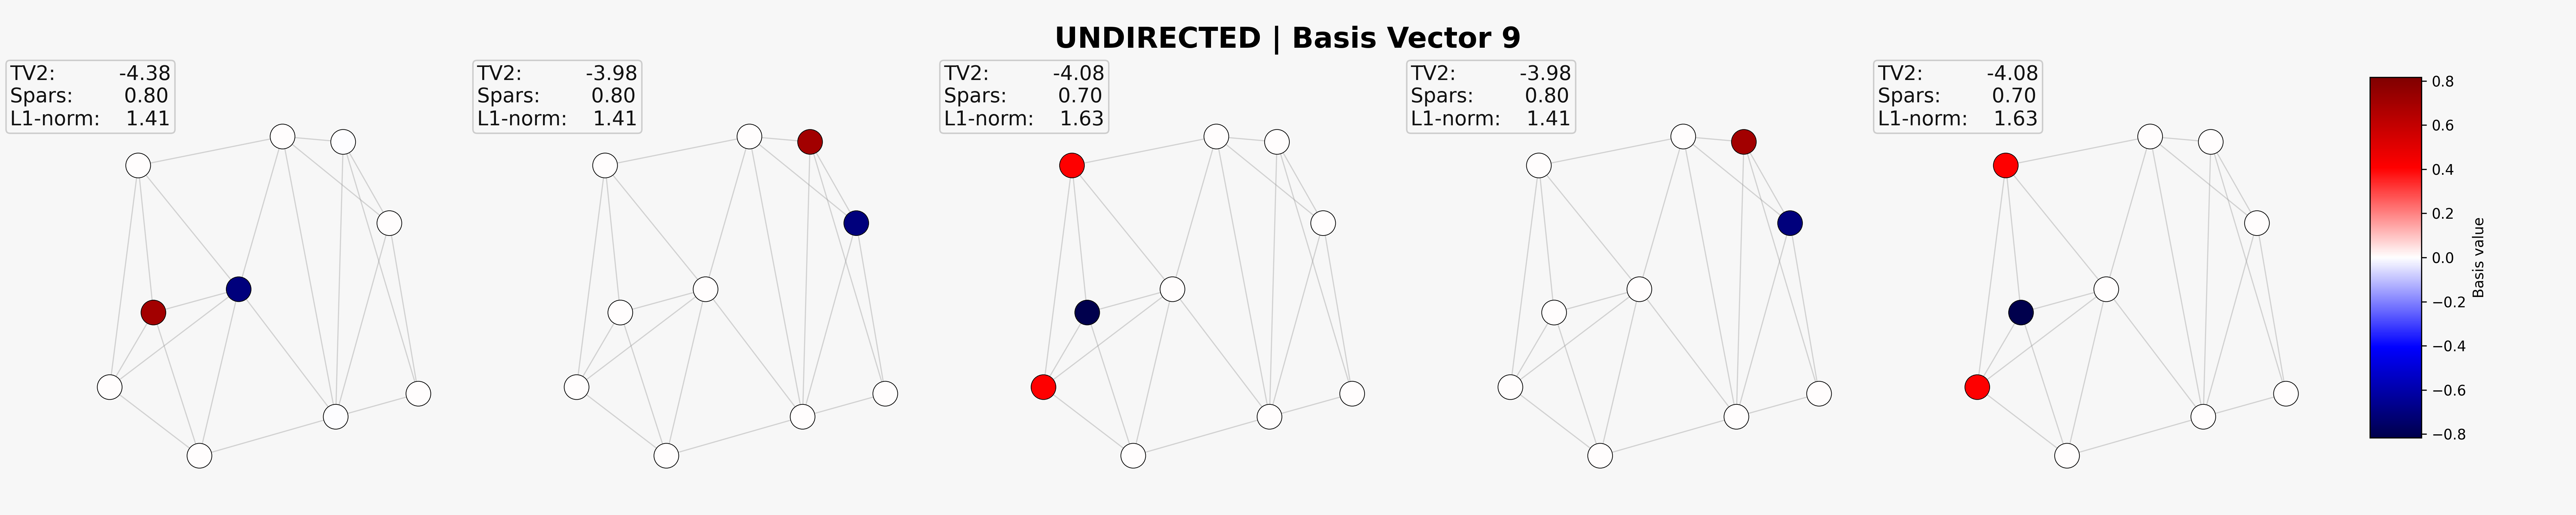 UNDIRECTED | Basis Vector 9
TV2: -4.38
Spars: 0.80
L1-norm: 1.41
TV2: -3.98
Spars: 0.80
L1-norm: 1.41
TV2: -4.08
Spars: 0.70
L1-norm: 1.63
TV2: -3.98
Spars: 0.80
L1-norm: 1.41
TV2: -4.08
Spars: 0.70
L1-norm: 1.63
0.8
0.6
0.4
0.2
0.0
−0.2
−0.4
−0.6
−0.8
Basis value